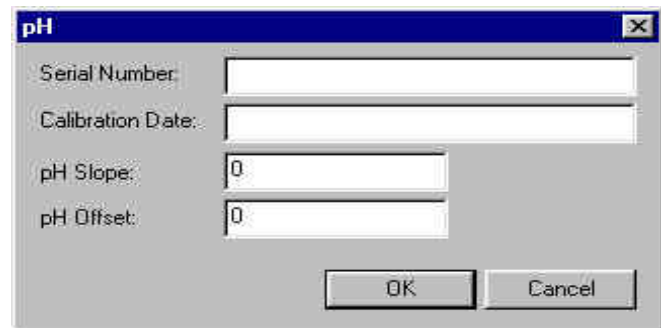 pH
Serial Number:
Calibration Date:
pH Slope: 0
pH Offset: 0
OK Cancel